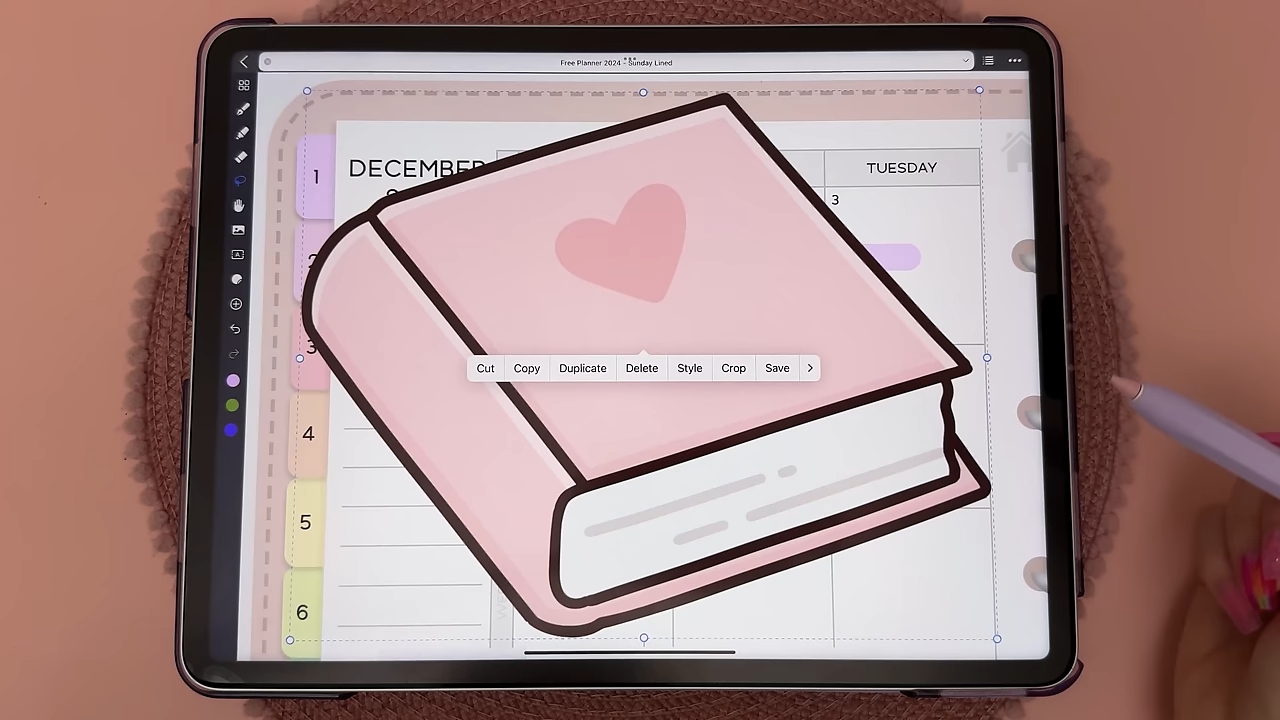 Free Planner 2024 - Sunday Lined
DECEMBER
TUESDAY
1
3
3
Cut Copy Duplicate Delete Style Crop Save
4
5
6